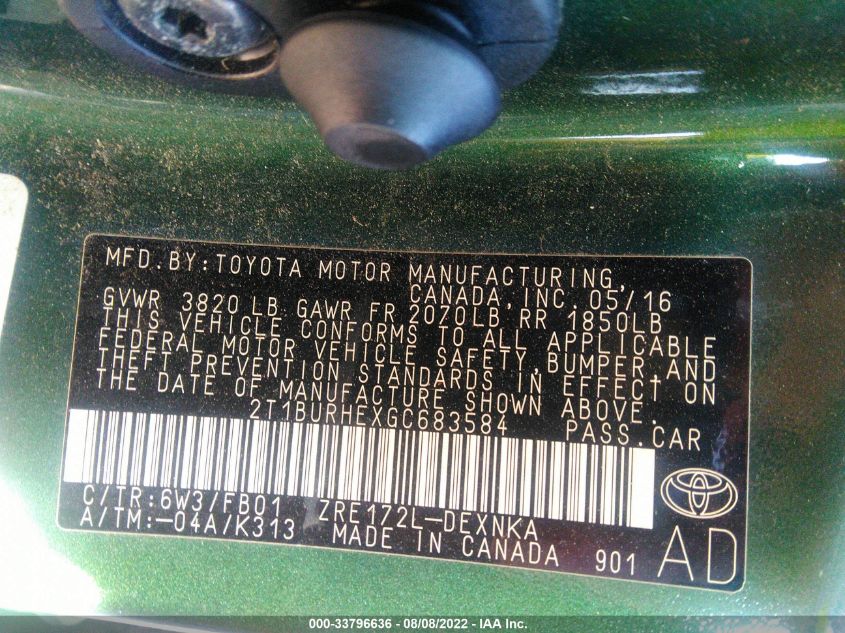 MFD.BY:TOYOTA MOTOR MANUFACTURING,
CANADA,INC. 05/16
GVWR 3820 LB GAWR FR 2070LB RR 1850LB
THIS VEHICLE CONFORMS TO ALL APPLICABLE
FEDERAL MOTOR VEHICLE SAFETY,BUMPER,AND
THEFT PREVENTION STANDARDS IN EFFECT ON
THE DATE OF MANUFACTURE SHOWN ABOVE.
2T1BURHEXGC683584 PASS.CAR
C/TR:6W3/FB01 ZRE172L-DEXNKA
A/TM:-04A/K313 MADE IN CANADA 901 AD
000-33796636 - 08/08/2022 - IAA Inc.